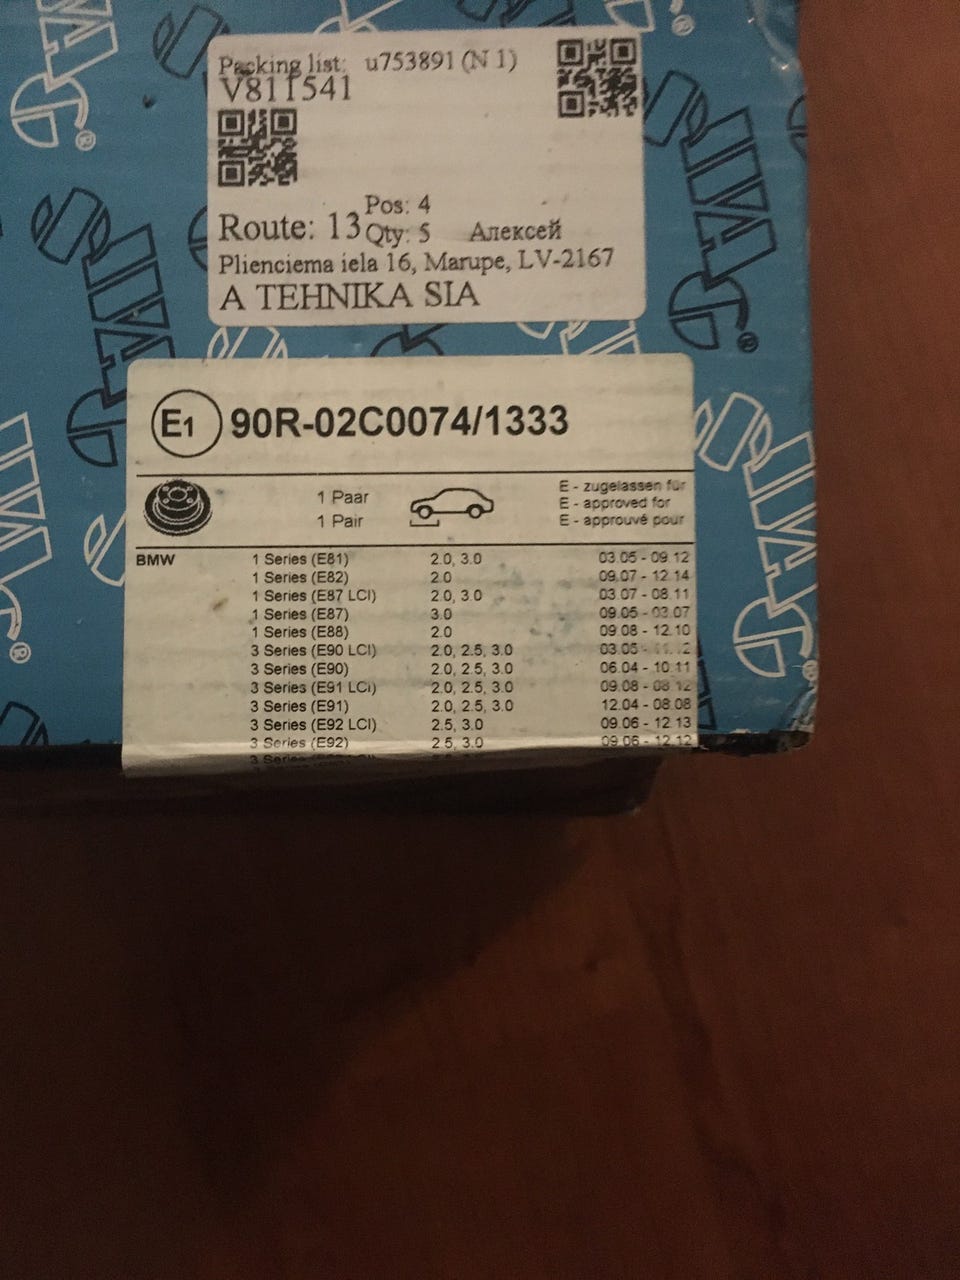 Packing list: u753891 (N 1)
V811541
Pos: 4
Route: 13 Qty: 5 Алексей
Plienciema iela 16, Marupe, LV-2167
A TEHNIKA SIA
E1 90R-02C0074/1333
1 Paar
1 Pair
E - zugelassen für
E - approved for
E - approuvé pour
BMW 1 Series (E81) 2.0, 3.0 03.05 - 09.12
1 Series (E82) 2.0 09.07 - 12.14
1 Series (E87 LCI) 2.0, 3.0 03.07 - 08.11
1 Series (E87) 3.0 09.05 - 03.07
1 Series (E88) 2.0 09.08 - 12.10
3 Series (E90 LCI) 2.0, 2.5, 3.0 03.05 -
3 Series (E90) 2.0, 2.5, 3.0 06.04 - 10.11
3 Series (E91 LCI) 2.0, 2.5, 3.0 09.08 - 08.12
3 Series (E91) 2.0, 2.5, 3.0 12.04 - 08.08
3 Series (E92 LCI) 2.5, 3.0 09.06 - 12.13
3 Series (E92) 2.5, 3.0 09.06 - 12.12
3 Series